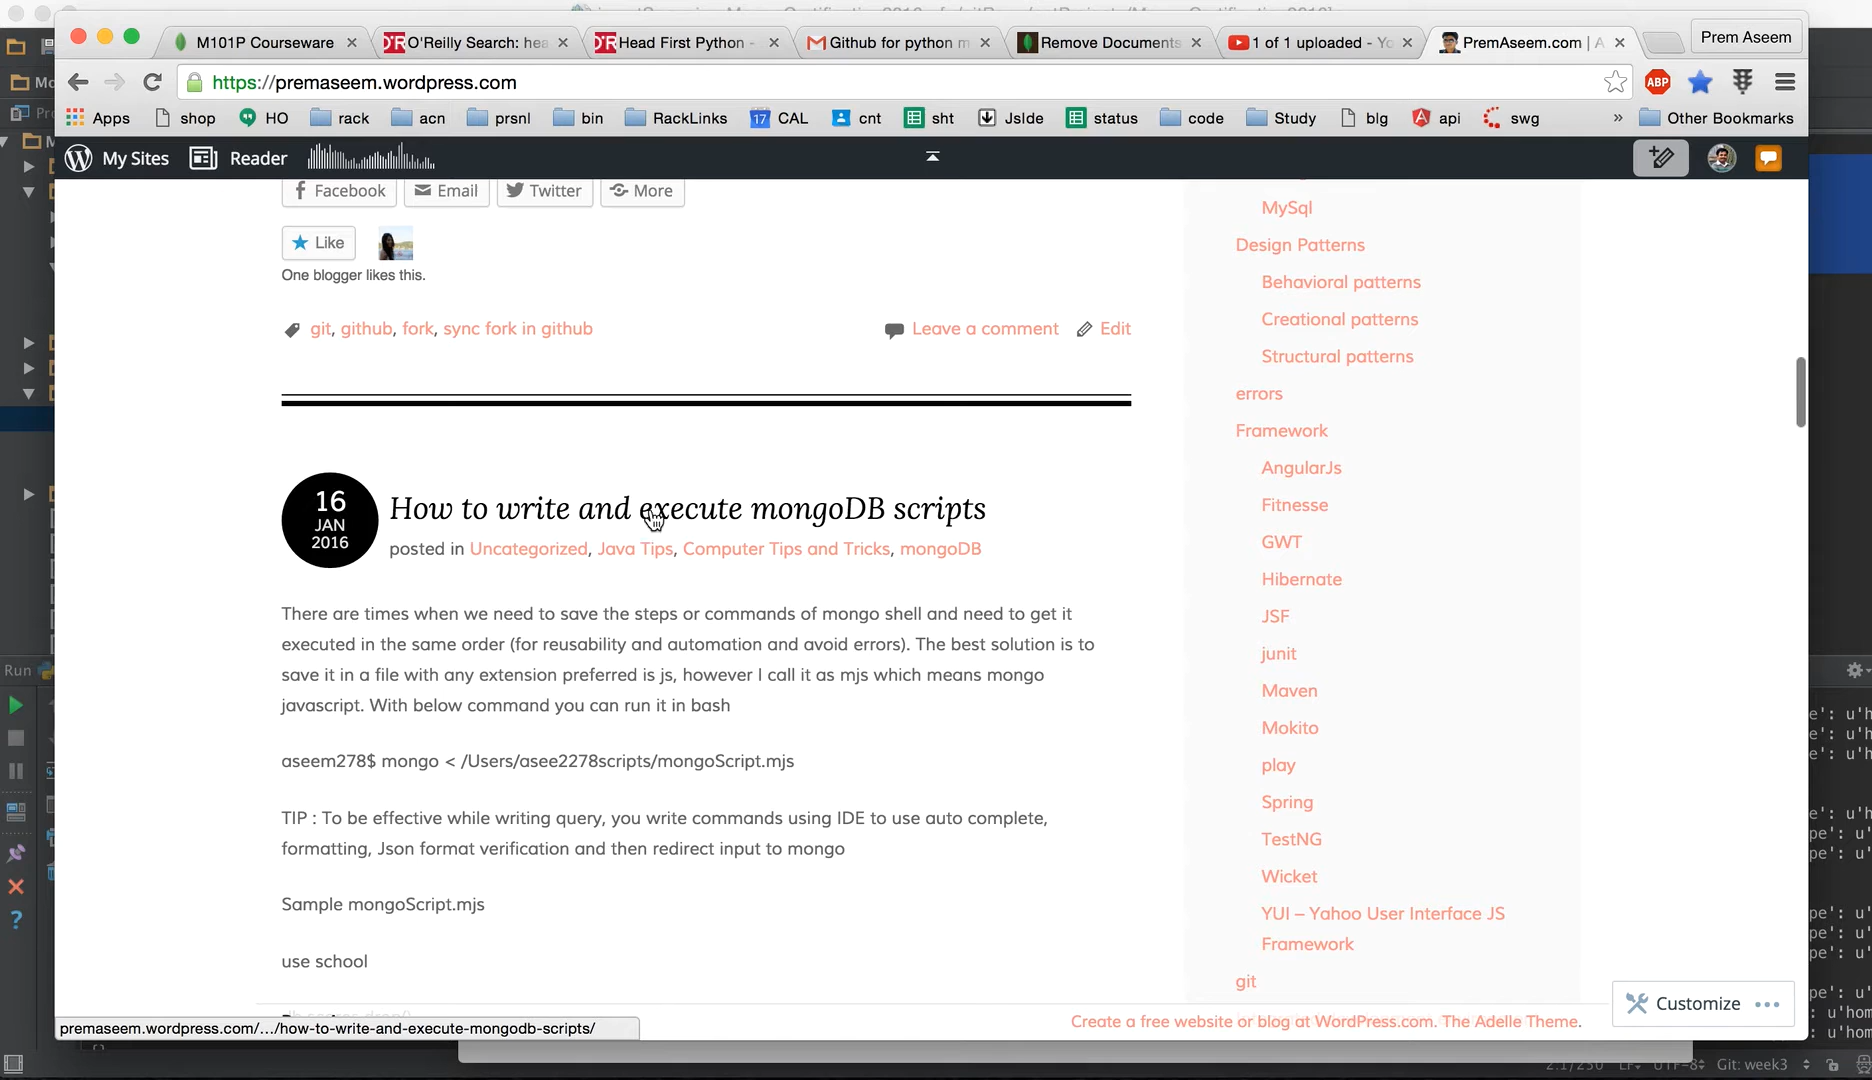 M101P Courseware
O'Reilly Search: hea
Head First Python -
Github for python m
Remove Documents
1 of 1 uploaded - Yo
PremAseem.com | A
Prem Aseem
https://premaseem.wordpress.com
ABP
Apps
shop
HO
rack
acn
prsnl
bin
RackLinks
17 CAL
cnt
sht
JsIde
status
code
Study
blg
api
swg
»
Other Bookmarks
My Sites
Reader
Facebook
Email
Twitter
More
Like
One blogger likes this.
git, github, fork, sync fork in github
Leave a comment
Edit
16
JAN
2016
How to write and execute mongoDB scripts
posted in Uncategorized, Java Tips, Computer Tips and Tricks, mongoDB
There are times when we need to save the steps or commands of mongo shell and need to get it
executed in the same order (for reusability and automation and avoid errors). The best solution is to
save it in a file with any extension preferred is js, however I call it as mjs which means mongo
javascript. With below command you can run it in bash
aseem278$ mongo < /Users/asee2278scripts/mongoScript.mjs
TIP : To be effective while writing query, you write commands using IDE to use auto complete,
formatting, Json format verification and then redirect input to mongo
Sample mongoScript.mjs
use school
MySql
Design Patterns
Behavioral patterns
Creational patterns
Structural patterns
errors
Framework
AngularJs
Fitnesse
GWT
Hibernate
JSF
junit
Maven
Mokito
play
Spring
TestNG
Wicket
YUI – Yahoo User Interface JS
Framework
git
Customize
Create a free website or blog at WordPress.com. The Adelle Theme.
premaseem.wordpress.com/…/how-to-write-and-execute-mongodb-scripts/
Run
Git: week3